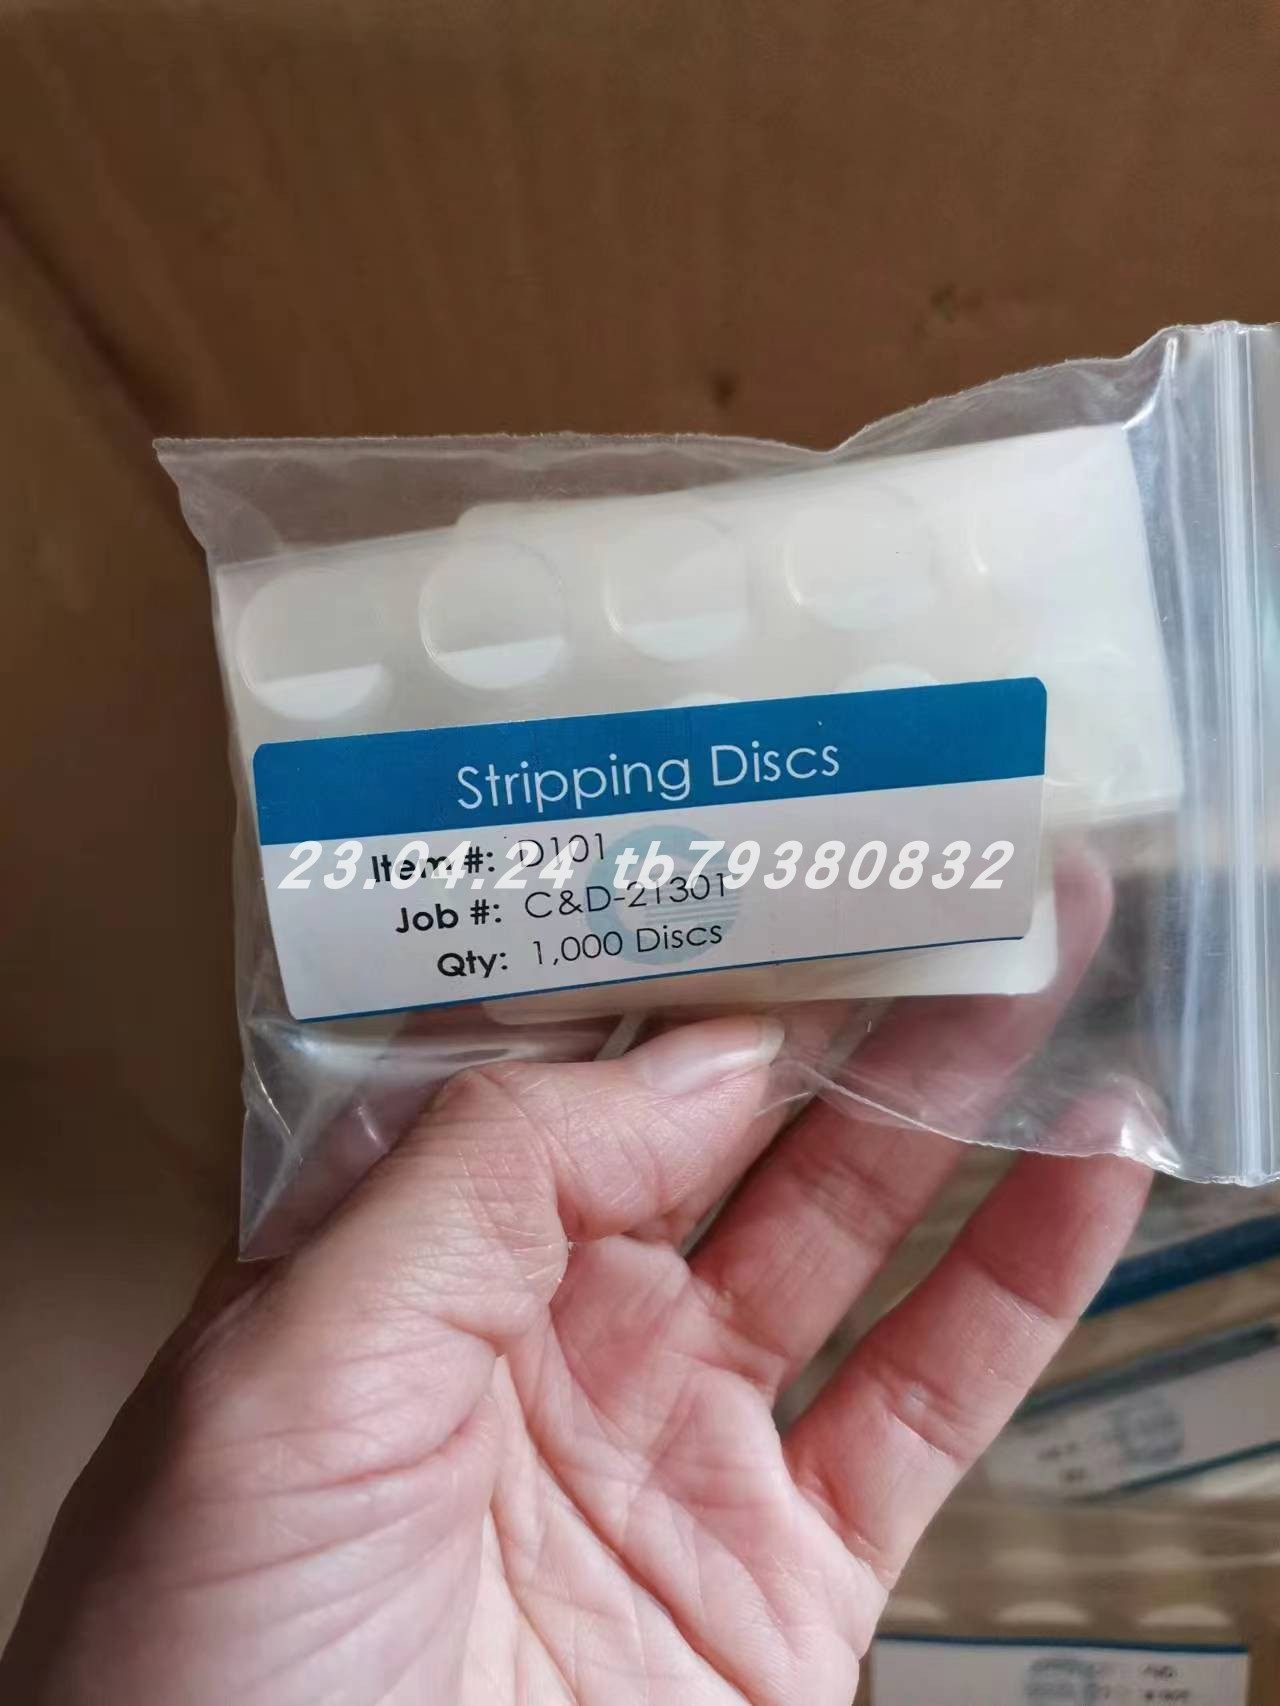 Stripping Discs
Item #: D101
23.04.24 tb79380832
Job #: C&D-21301
Qty: 1,000 Discs